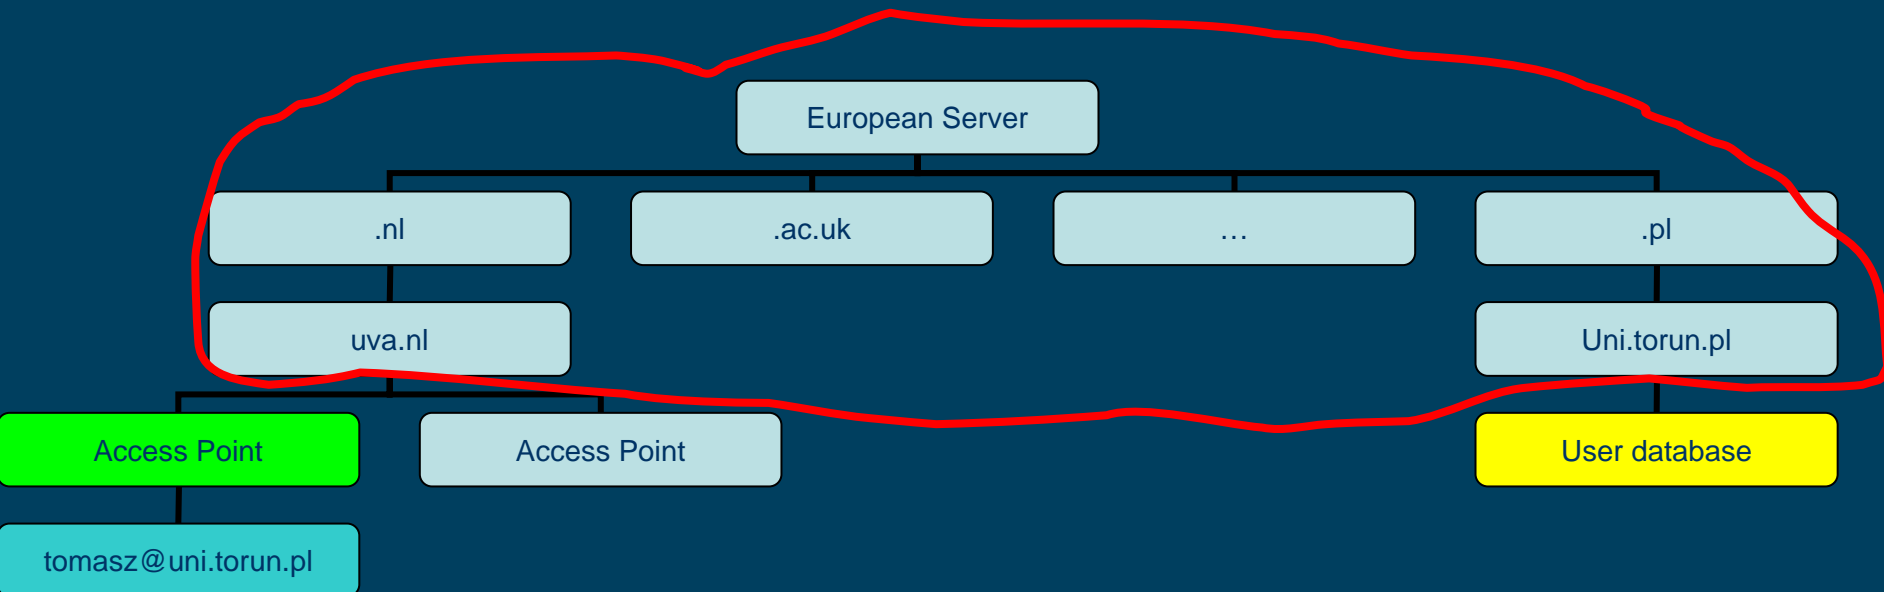 European Server
.nl
.ac.uk
…
.pl
uva.nl
Uni.torun.pl
Access Point
Access Point
User database
tomasz@uni.torun.pl